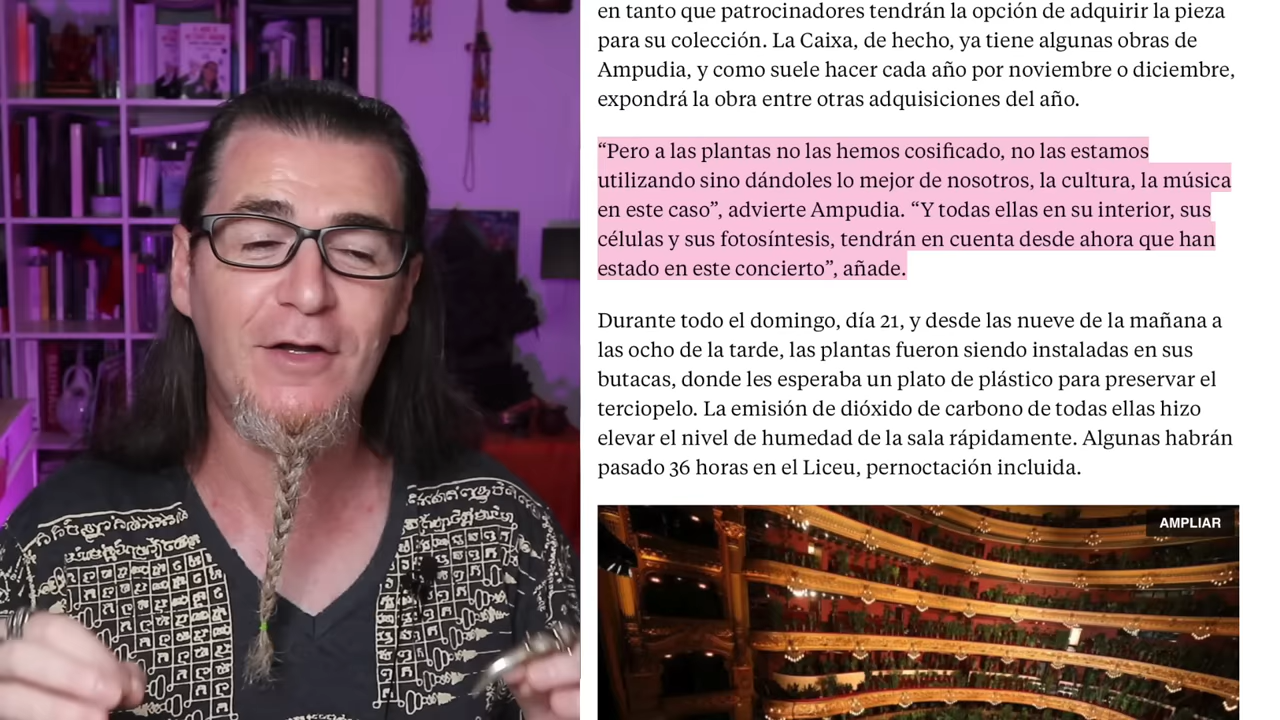 en tanto que patrocinadores tendrán la opción de adquirir la pieza
para su colección. La Caixa, de hecho, ya tiene algunas obras de
Ampudia, y como suele hacer cada año por noviembre o diciembre,
expondrá la obra entre otras adquisiciones del año.
“Pero a las plantas no las hemos cosificado, no las estamos
utilizando sino dándoles lo mejor de nosotros, la cultura, la música
en este caso”, advierte Ampudia. “Y todas ellas en su interior, sus
células y sus fotosíntesis, tendrán en cuenta desde ahora que han
estado en este concierto”, añade.
Durante todo el domingo, día 21, y desde las nueve de la mañana a
las ocho de la tarde, las plantas fueron siendo instaladas en sus
butacas, donde les esperaba un plato de plástico para preservar el
terciopelo. La emisión de dióxido de carbono de todas ellas hizo
elevar el nivel de humedad de la sala rápidamente. Algunas habrán
pasado 36 horas en el Liceu, pernoctación incluida.
AMPLIAR